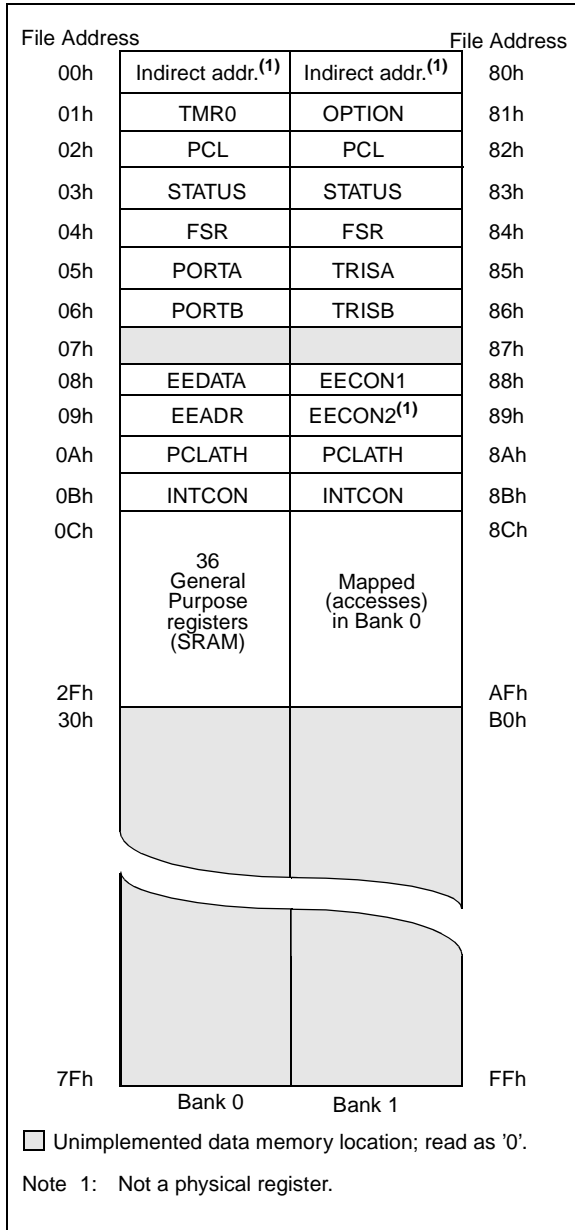 File Address File Address
00h Indirect addr.(1) Indirect addr.(1) 80h
01h TMR0 OPTION 81h
02h PCL PCL 82h
03h STATUS STATUS 83h
04h FSR FSR 84h
05h PORTA TRISA 85h
06h PORTB TRISB 86h
07h 87h
08h EEDATA EECON1 88h
09h EEADR EECON2(1) 89h
0Ah PCLATH PCLATH 8Ah
0Bh INTCON INTCON 8Bh
0Ch 8Ch
36
General
Purpose
registers
(SRAM)
Mapped
(accesses)
in Bank 0
2Fh AFh
30h B0h
7Fh FFh
Bank 0 Bank 1
Unimplemented data memory location; read as '0'.
Note 1: Not a physical register.